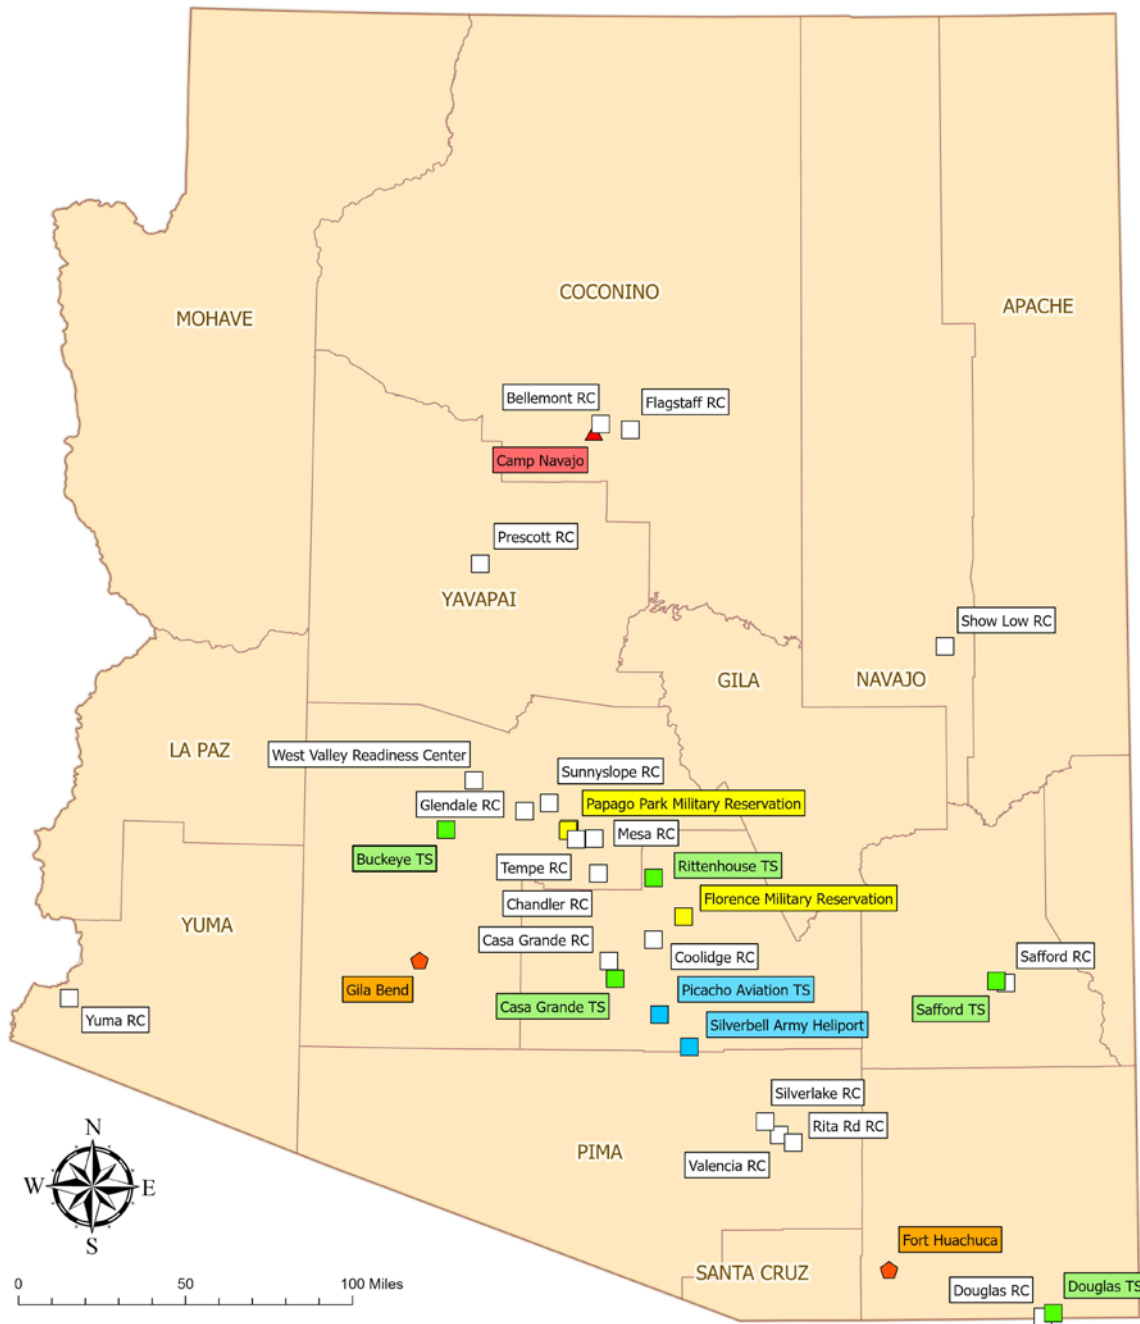 COCONINO
APACHE
MOHAVE
Bellemont RC
Flagstaff RC
Camp Navajo
Prescott RC
YAVAPAI
Show Low RC
GILA
NAVAJO
LA PAZ
West Valley Readiness Center
Sunnyslope RC
Glendale RC
Papago Park Military Reservation
Mesa RC
Buckeye TS
Tempe RC
Rittenhouse TS
Chandler RC
Florence Military Reservation
YUMA
Casa Grande RC
Coolidge RC
Safford RC
Gila Bend
Picacho Aviation TS
Casa Grande TS
Safford TS
Yuma RC
Silverbell Army Heliport
Silverlake RC
Rita Rd RC
N
PIMA
Valencia RC
W
E
S
Fort Huachuca
SANTA CRUZ
0 50 100 Miles
Douglas RC
Douglas TS